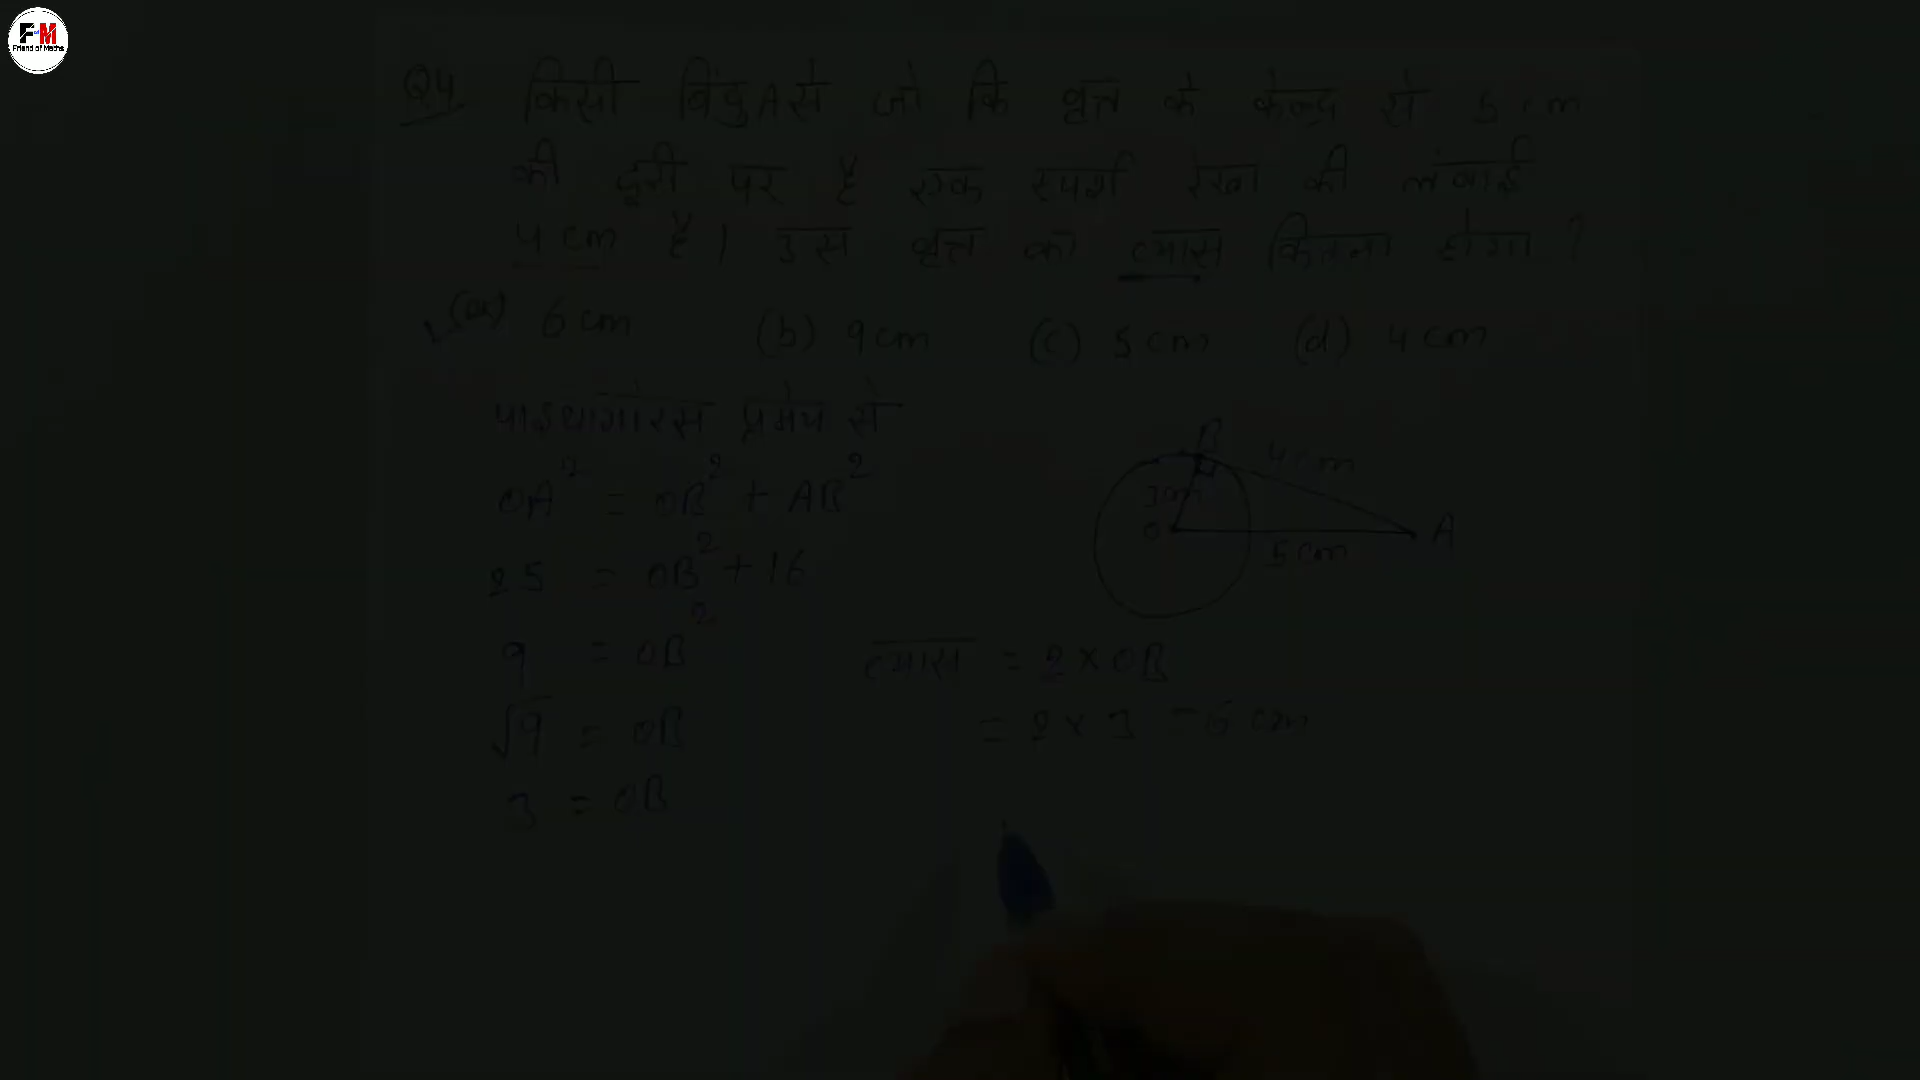 FM
Friend of Maths
Q4 किसी बिंदु A से जो कि वृत्त के केन्द्र से 5 cm
की दूरी पर है एक स्पर्श रेखा की लंबाई
4 cm है। उस वृत्त का व्यास कितना होगा ?
(a) 6 cm (b) 9 cm (c) 5 cm (d) 4 cm
पाइथागोरस प्रमेय से
OA² = OB² + AB²
25 = OB² + 16
9 = OB²
√9 = OB
3 = OB
B
4 cm
3 cm
O
A
5 cm
व्यास = 2 × OB
= 2 × 3 = 6 cm